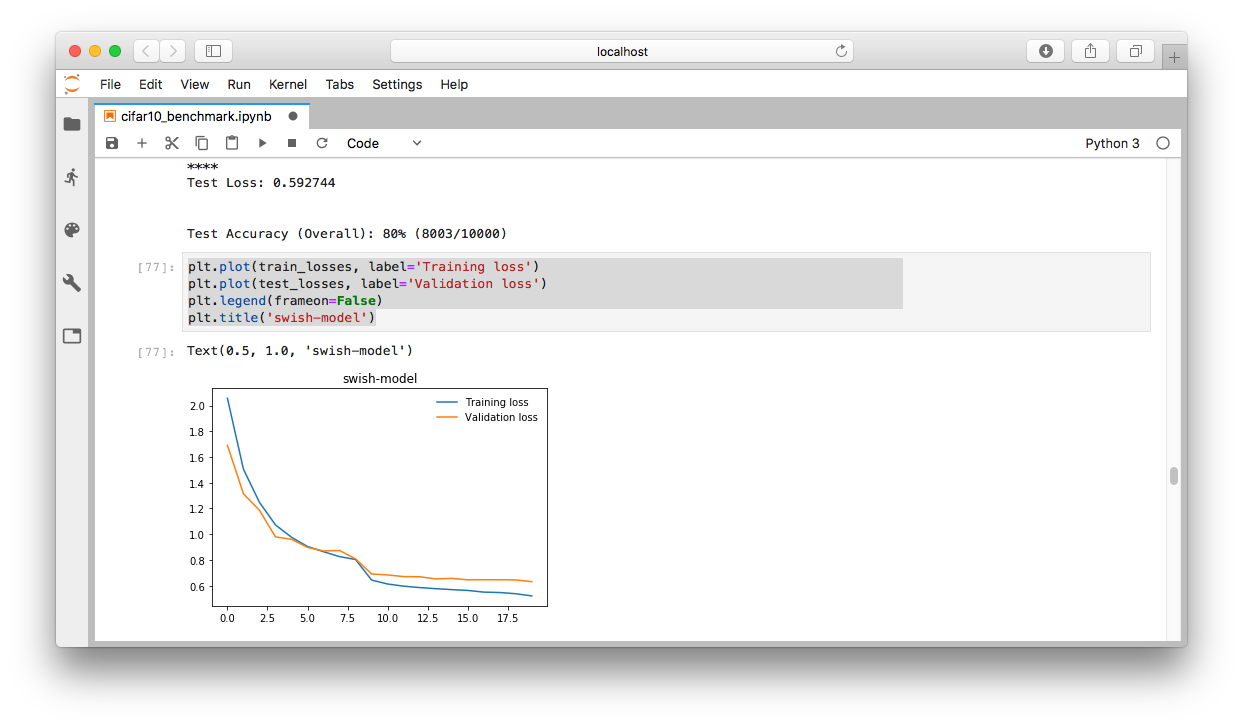 localhost
File Edit View Run Kernel Tabs Settings Help
cifar10_benchmark.ipynb
Code
Python 3
****
Test Loss: 0.592744
Test Accuracy (Overall): 80% (8003/10000)
[77]: plt.plot(train_losses, label='Training loss')
plt.plot(test_losses, label='Validation loss')
plt.legend(frameon=False)
plt.title('swish-model')
[77]: Text(0.5, 1.0, 'swish-model')
swish-model
Training loss
Validation loss
2.0
1.8
1.6
1.4
1.2
1.0
0.8
0.6
0.0 2.5 5.0 7.5 10.0 12.5 15.0 17.5